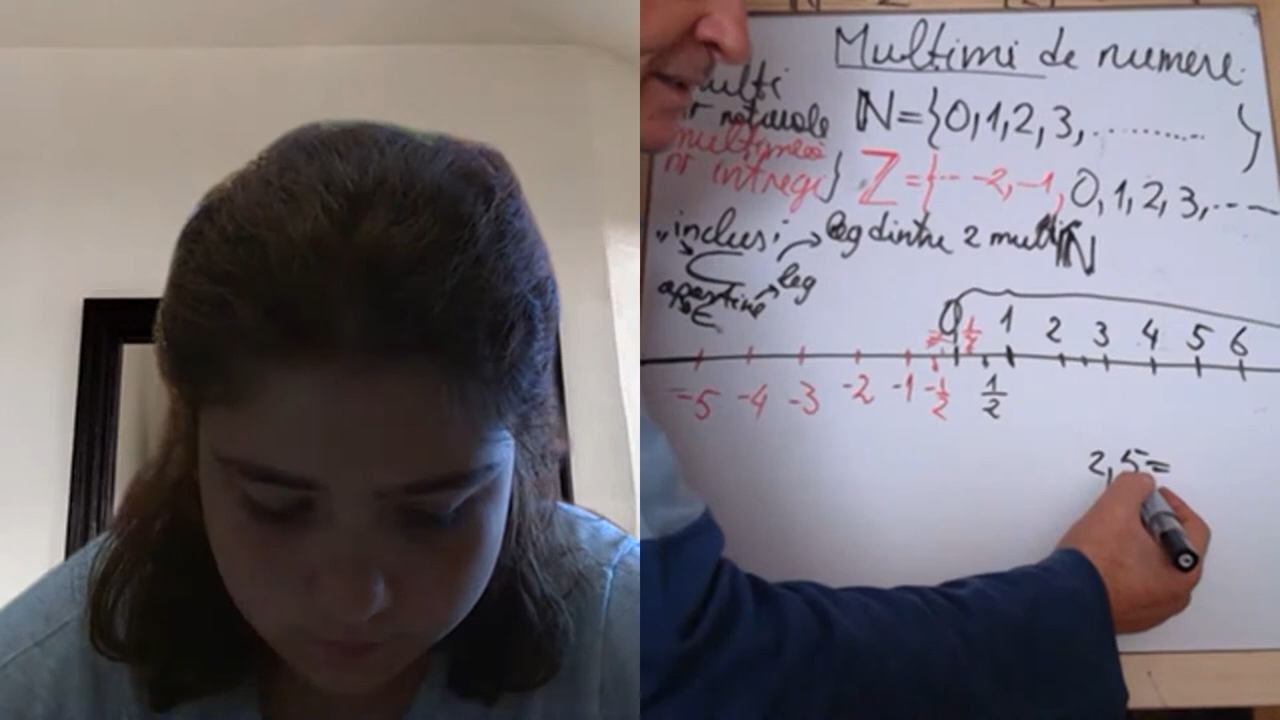 Multimi de numere
nr naturale N={0,1,2,3,..........}
nr intregi} Z={... -2,-1, 0,1,2,3,....
"inclus" leg dintre 2 multimi
⊂ leg N
apartine
∈
0 1 2 3 4 5 6
-5 -4 -3 -2 -1 -1/2 1/2
2,5=